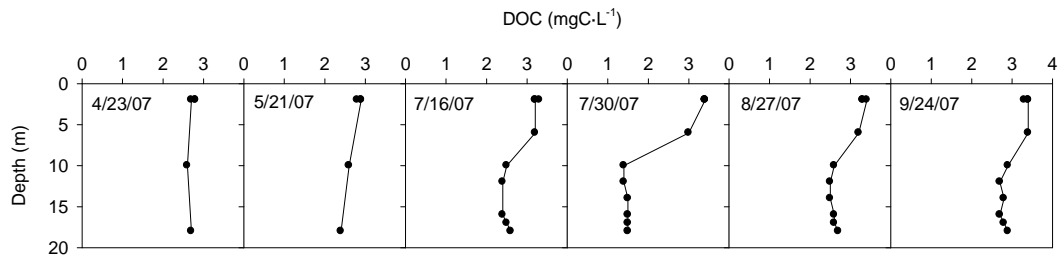 DOC (mgC·L⁻¹)
0 1 2 3 0 1 2 3 0 1 2 3 0 1 2 3 0 1 2 3 0 1 2 3 4
0
4/23/07 5/21/07 7/16/07 7/30/07 8/27/07 9/24/07
5
10
15
20
Depth (m)